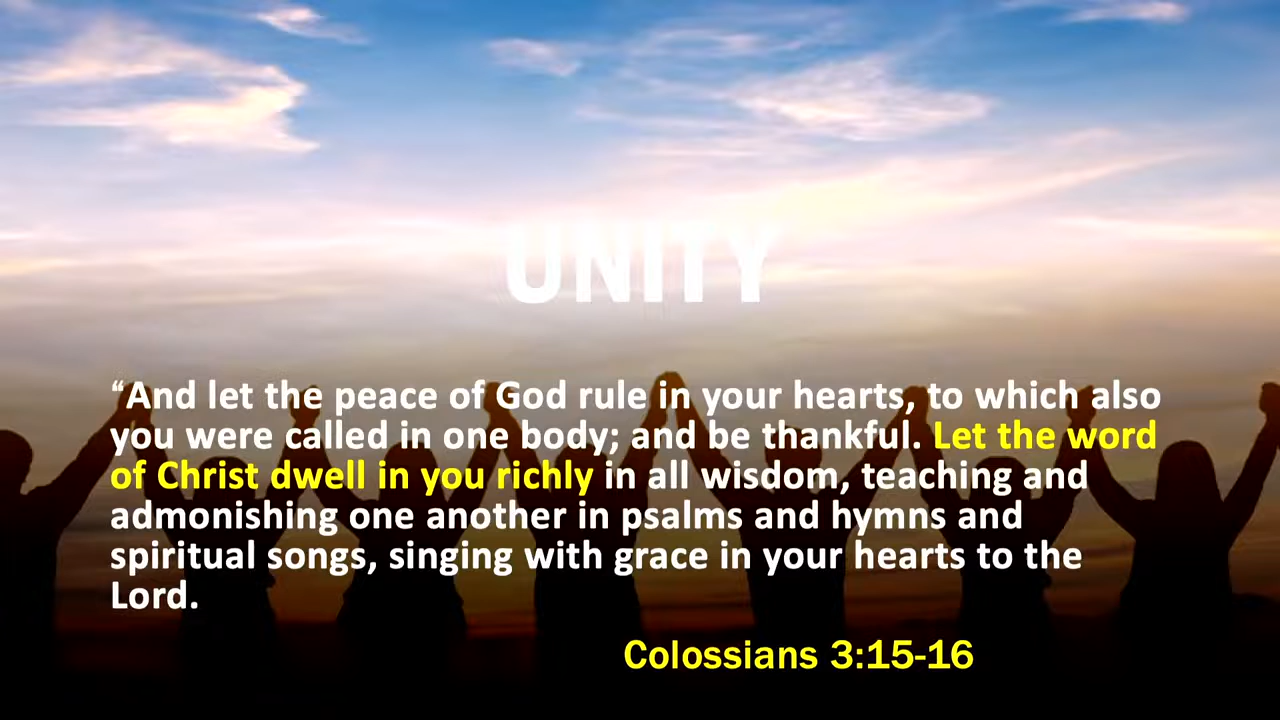 UNITY
“And let the peace of God rule in your hearts, to which also
you were called in one body; and be thankful. Let the word
of Christ dwell in you richly in all wisdom, teaching and
admonishing one another in psalms and hymns and
spiritual songs, singing with grace in your hearts to the
Lord.
Colossians 3:15-16